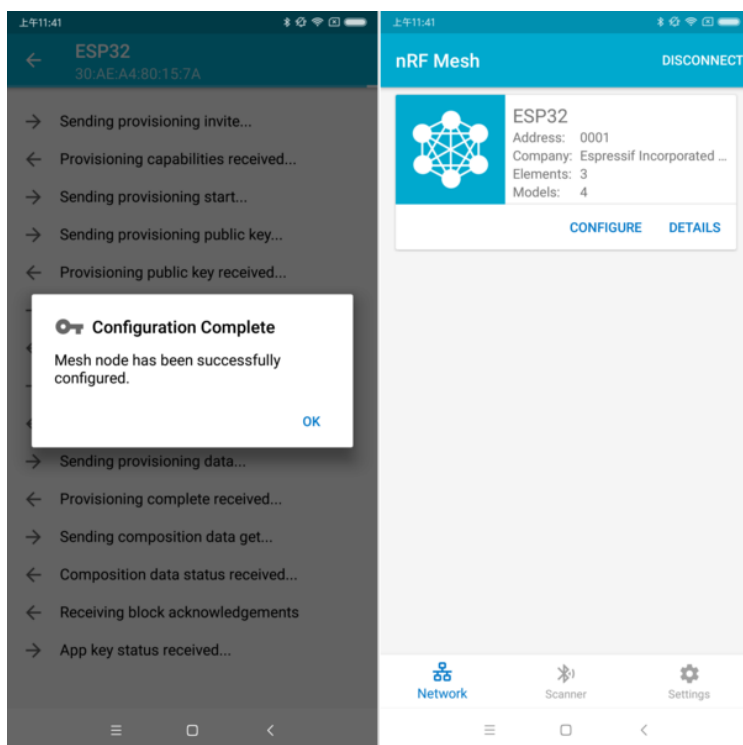 上午11:41
ESP32
30:AE:A4:80:15:7A
Sending provisioning invite...
Provisioning capabilities received...
Sending provisioning start...
Sending provisioning public key...
Provisioning public key received...
Configuration Complete
Mesh node has been successfully
configured.
OK
Sending provisioning data...
Provisioning complete received...
Sending composition data get...
Composition data status received...
Receiving block acknowledgements
App key status received...
上午11:41
nRF Mesh
DISCONNECT
ESP32
Address: 0001
Company: Espressif Incorporated ...
Elements: 3
Models: 4
CONFIGURE DETAILS
Network Scanner Settings